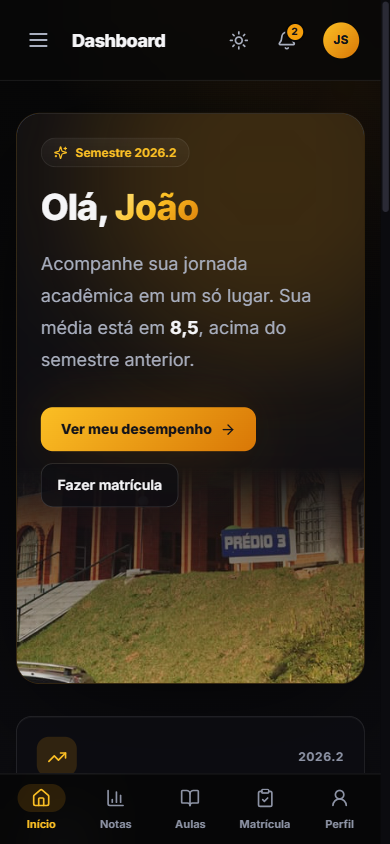 Dashboard
2
JS
Semestre 2026.2
Olá, João
Acompanhe sua jornada
acadêmica em um só lugar. Sua
média está em 8,5, acima do
semestre anterior.
Ver meu desempenho
Fazer matrícula
PRÉDIO 3
2026.2
Início
Notas
Aulas
Matrícula
Perfil